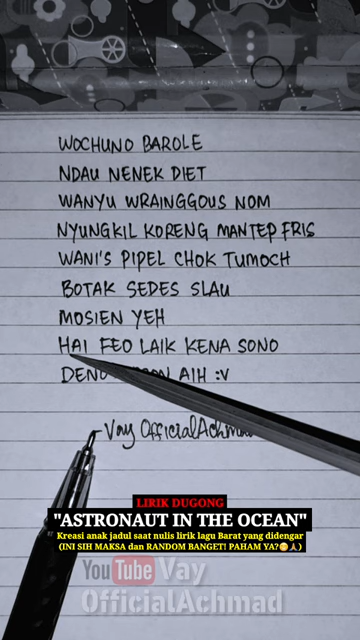 WOCHUNO BAROLE
NDAU NENEK DIET
WANYU WRAINGGOUS NOM
NYUNGKIL KORENG MANTEP FRIS
WANI'S PIPEL CHOK TUMOCH
BOTAK SEDES SLAU
MOSIEN YEH
HAI FEO LAIK KENA SONO
DENO AIH :V
-Vay OfficialAchmad
LIRIK DUGONG
"ASTRONAUT IN THE OCEAN"
Kreasi anak jadul saat nulis lirik lagu Barat yang didengar
(INI SIH MAKSA dan RANDOM BANGET! PAHAM YA?😋🙏)
YouTube Vay
OfficialAchmad